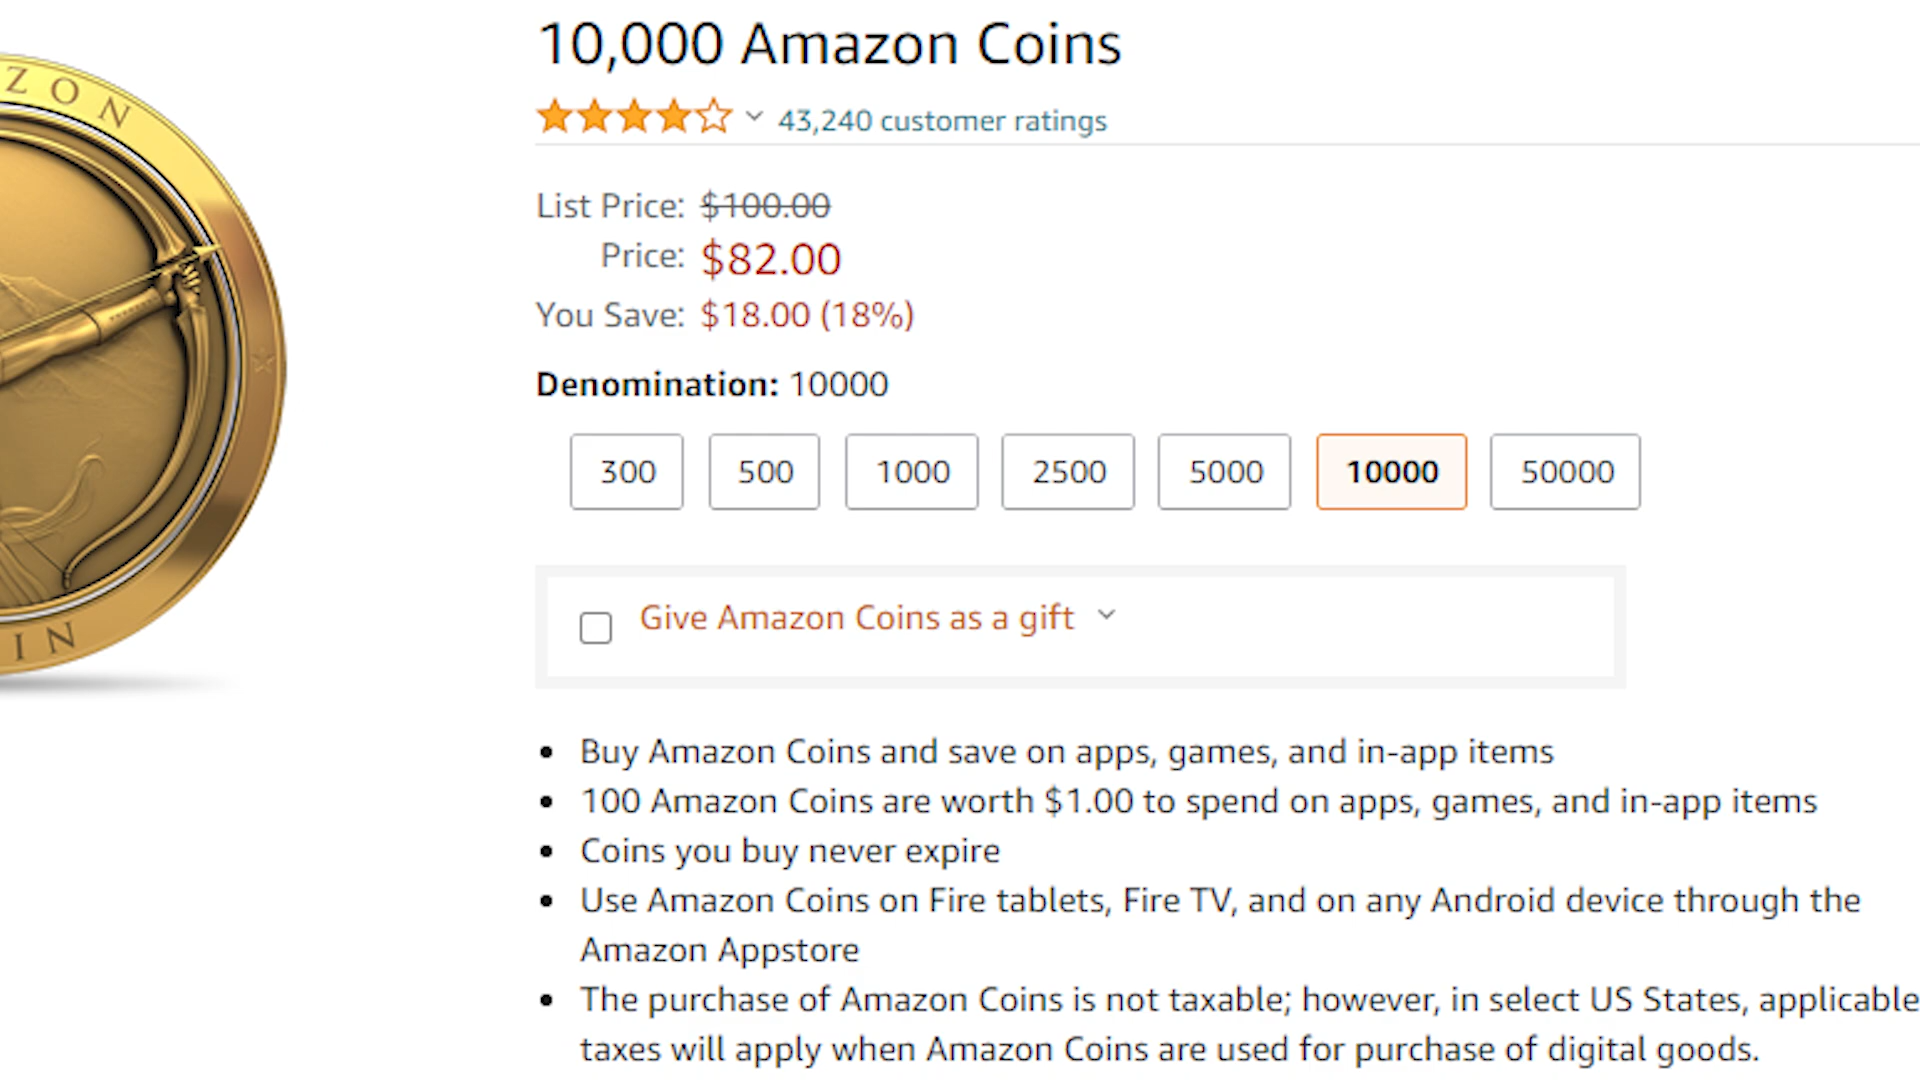 ZON
IN
10,000 Amazon Coins
43,240 customer ratings
List Price: $100.00
Price: $82.00
You Save: $18.00 (18%)
Denomination: 10000
300 500 1000 2500 5000 10000 50000
Give Amazon Coins as a gift
• Buy Amazon Coins and save on apps, games, and in-app items
• 100 Amazon Coins are worth $1.00 to spend on apps, games, and in-app items
• Coins you buy never expire
• Use Amazon Coins on Fire tablets, Fire TV, and on any Android device through the
Amazon Appstore
• The purchase of Amazon Coins is not taxable; however, in select US States, applicable
taxes will apply when Amazon Coins are used for purchase of digital goods.